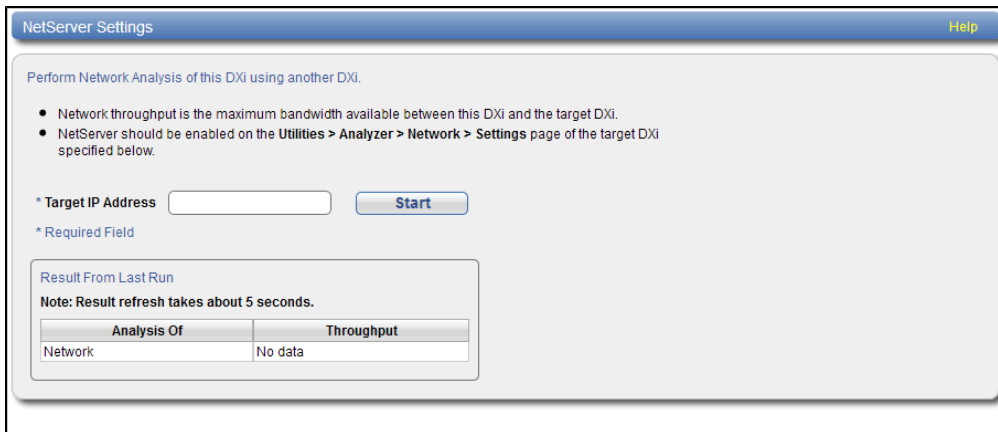 NetServer Settings
Help
Perform Network Analysis of this DXi using another DXi.
● Network throughput is the maximum bandwidth available between this DXi and the target DXi.
● NetServer should be enabled on the Utilities > Analyzer > Network > Settings page of the target DXi
specified below.
* Target IP Address
Start
* Required Field
Result From Last Run
Note: Result refresh takes about 5 seconds.
Analysis Of Throughput
Network No data